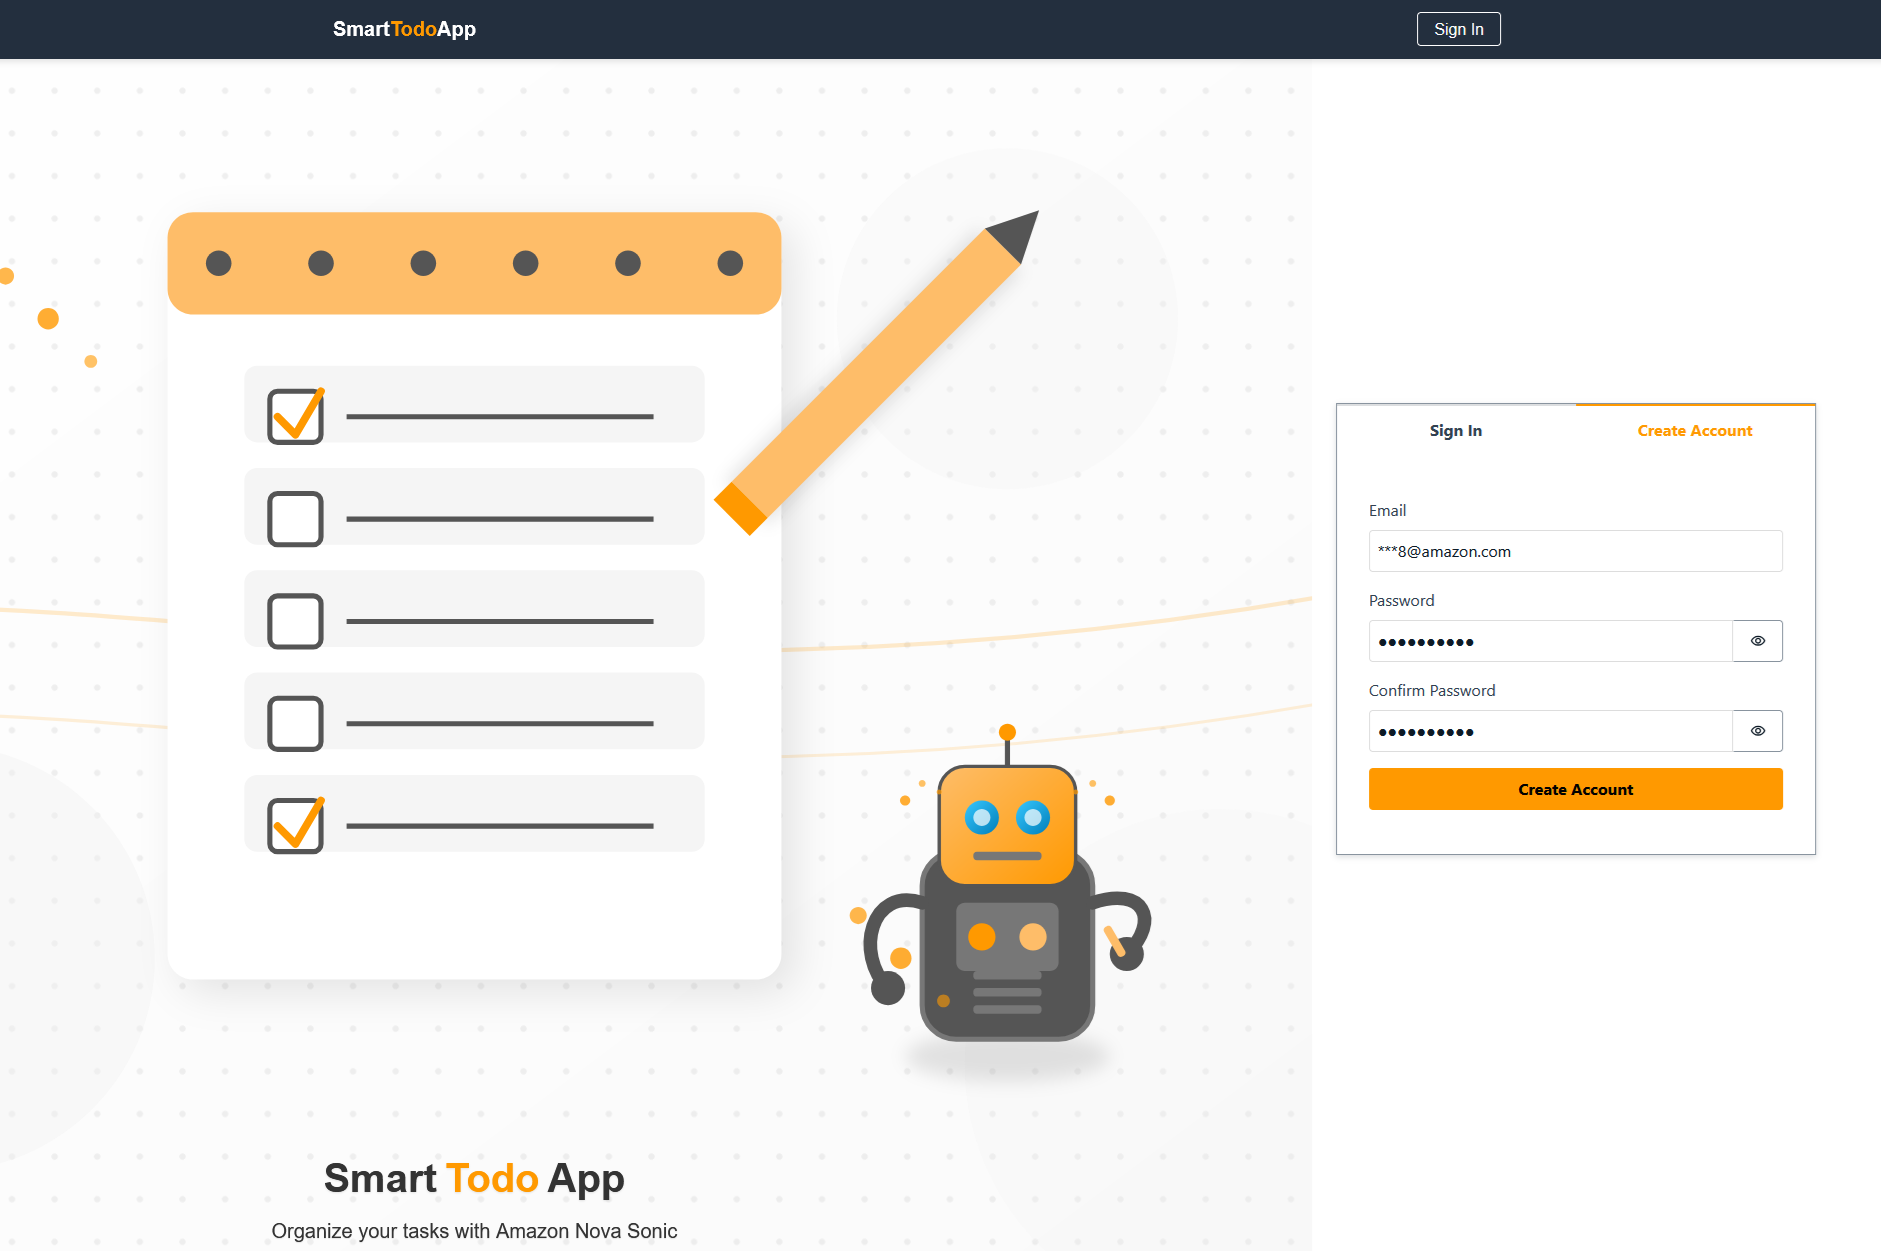 SmartTodoApp
Sign In
Sign In
Create Account
Email
***8@amazon.com
Password
●●●●●●●●●●
Confirm Password
●●●●●●●●●●
Create Account
Smart Todo App
Organize your tasks with Amazon Nova Sonic